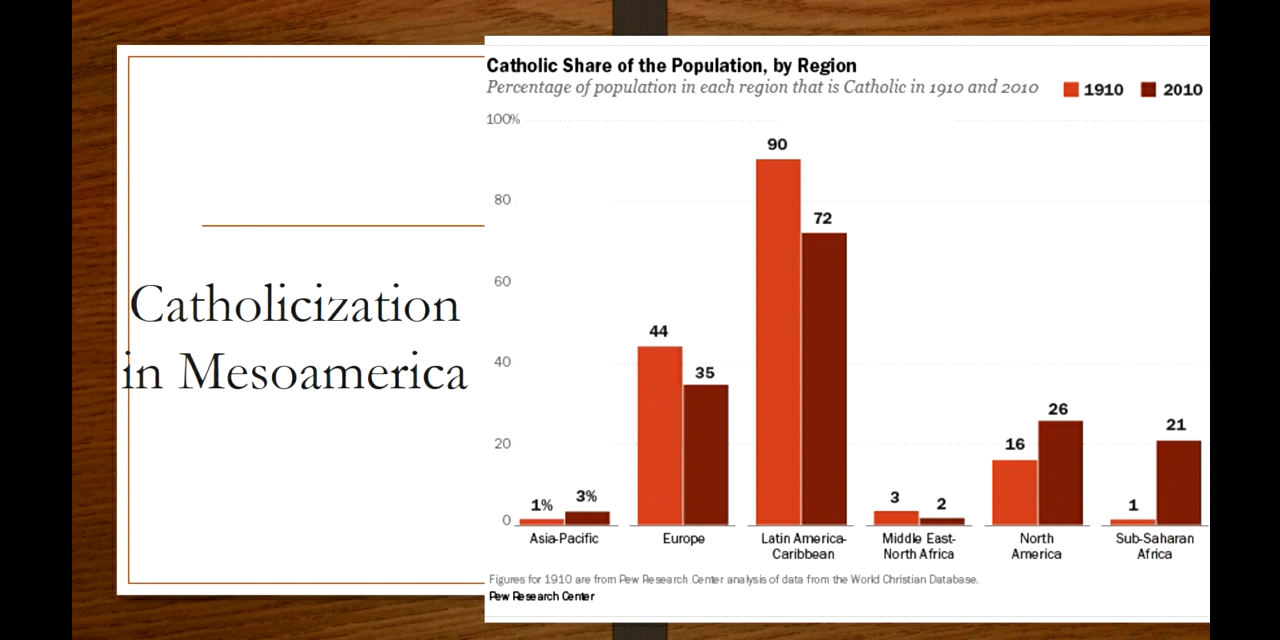 Catholicization
in Mesoamerica
Catholic Share of the Population, by Region
Percentage of population in each region that is Catholic in 1910 and 2010
1910 2010
100%
80
60
40
20
0
1% 3%
44 35
90 72
3 2
16 26
1 21
Asia-Pacific
Europe
Latin America-
Caribbean
Middle East-
North Africa
North
America
Sub-Saharan
Africa
Figures for 1910 are from Pew Research Center analysis of data from the World Christian Database.
Pew Research Center